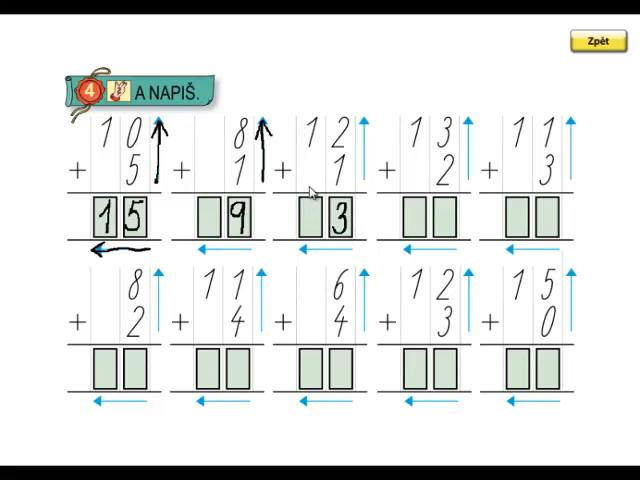 Zpět
4 A NAPIŠ.
10 8 12 13 11
+ 5 + 1 + 1 + 2 + 3
15 9 3
8 11 6 12 15
+ 2 + 4 + 4 + 3 + 0